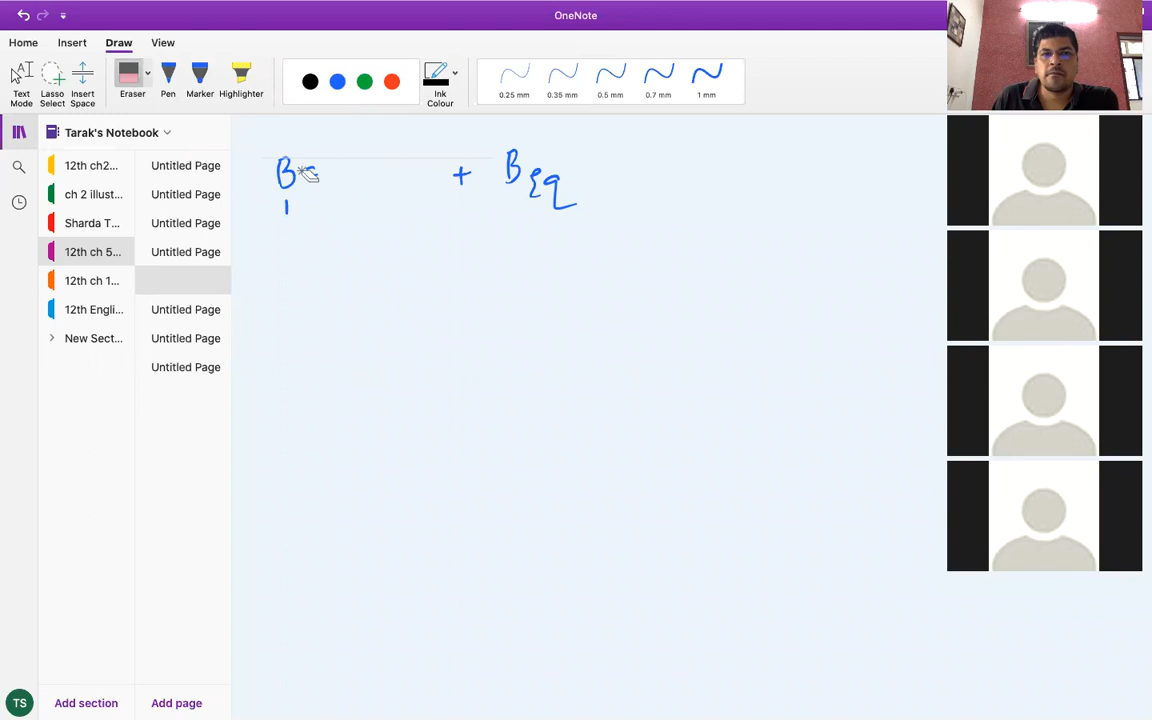 OneNote
Home Insert Draw View
Text Mode
Lasso Select
Insert Space
Eraser
Pen
Marker
Highlighter
Ink Colour
0.25 mm 0.35 mm 0.5 mm 0.7 mm 1 mm
Tarak's Notebook
12th ch2... Untitled Page
ch 2 illust... Untitled Page
Sharda T... Untitled Page
12th ch 5... Untitled Page
12th ch 1...
12th Engli... Untitled Page
New Sect... Untitled Page
Untitled Page
+ B
TS Add section Add page